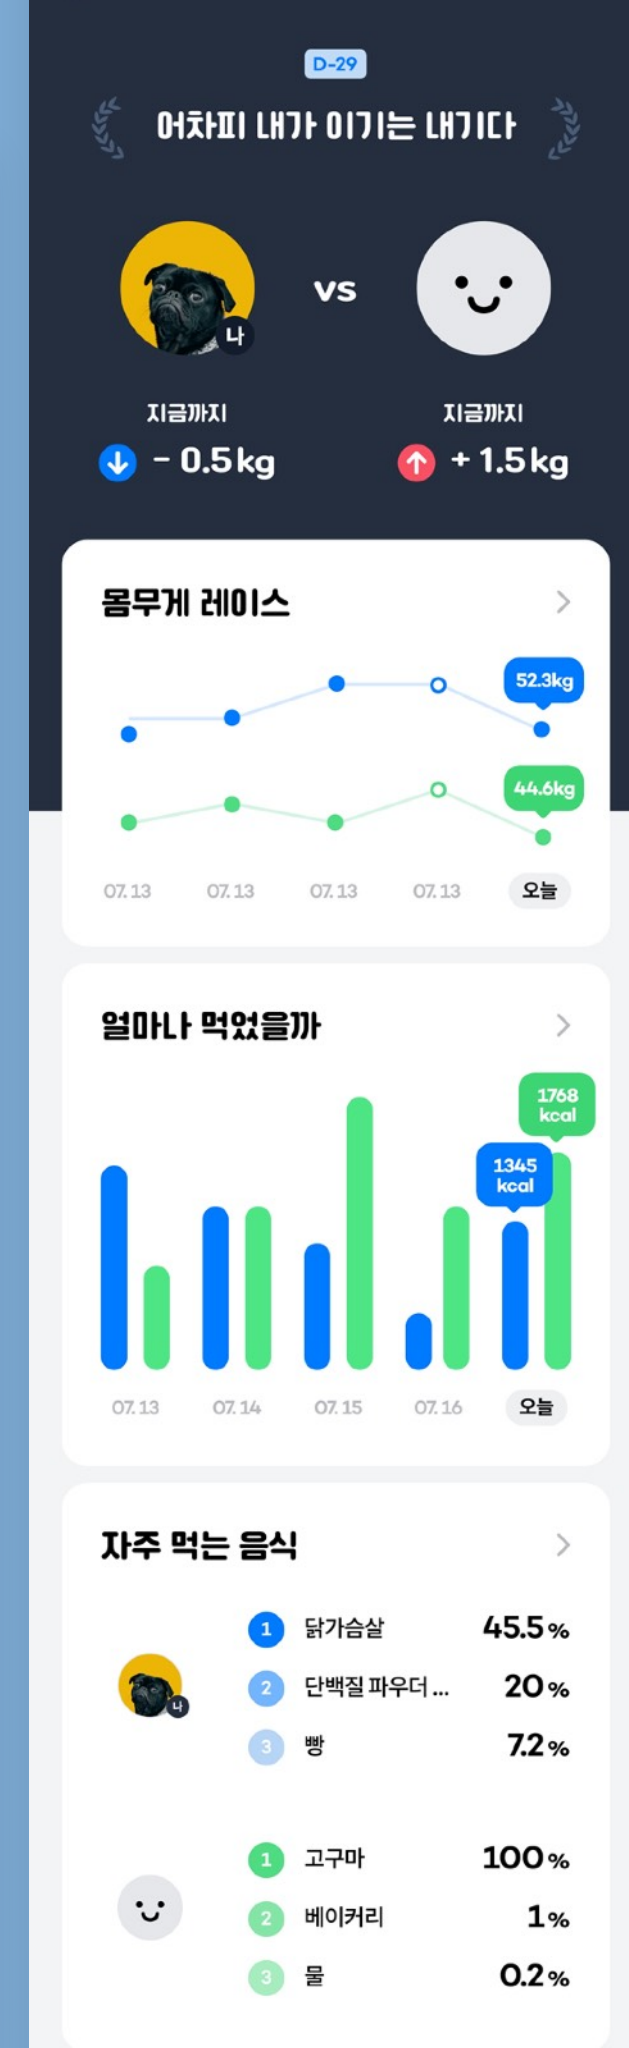 D-29
어차피 내가 이기는 내기다
vs
나
지금까지 지금까지
- 0.5kg + 1.5kg
몸무게 레이스
52.3kg
44.6kg
07.13 07.13 07.13 07.13 오늘
얼마나 먹었을까
1768
kcal
1345
kcal
07.13 07.14 07.15 07.16 오늘
자주 먹는 음식
1 닭가슴살 45.5%
2 단백질 파우더 ... 20%
나
3 빵 7.2%
1 고구마 100%
2 베이커리 1%
3 물 0.2%